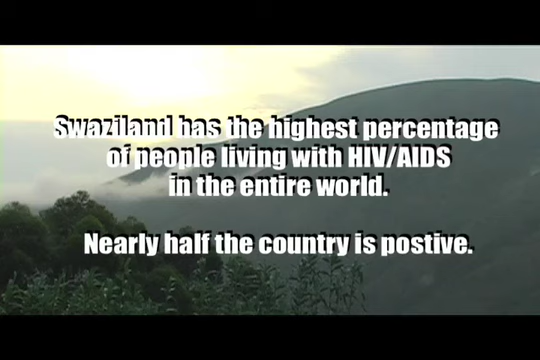 Swaziland has the highest percentage
of people living with HIV/AIDS
in the entire world.
Nearly half the country is postive.